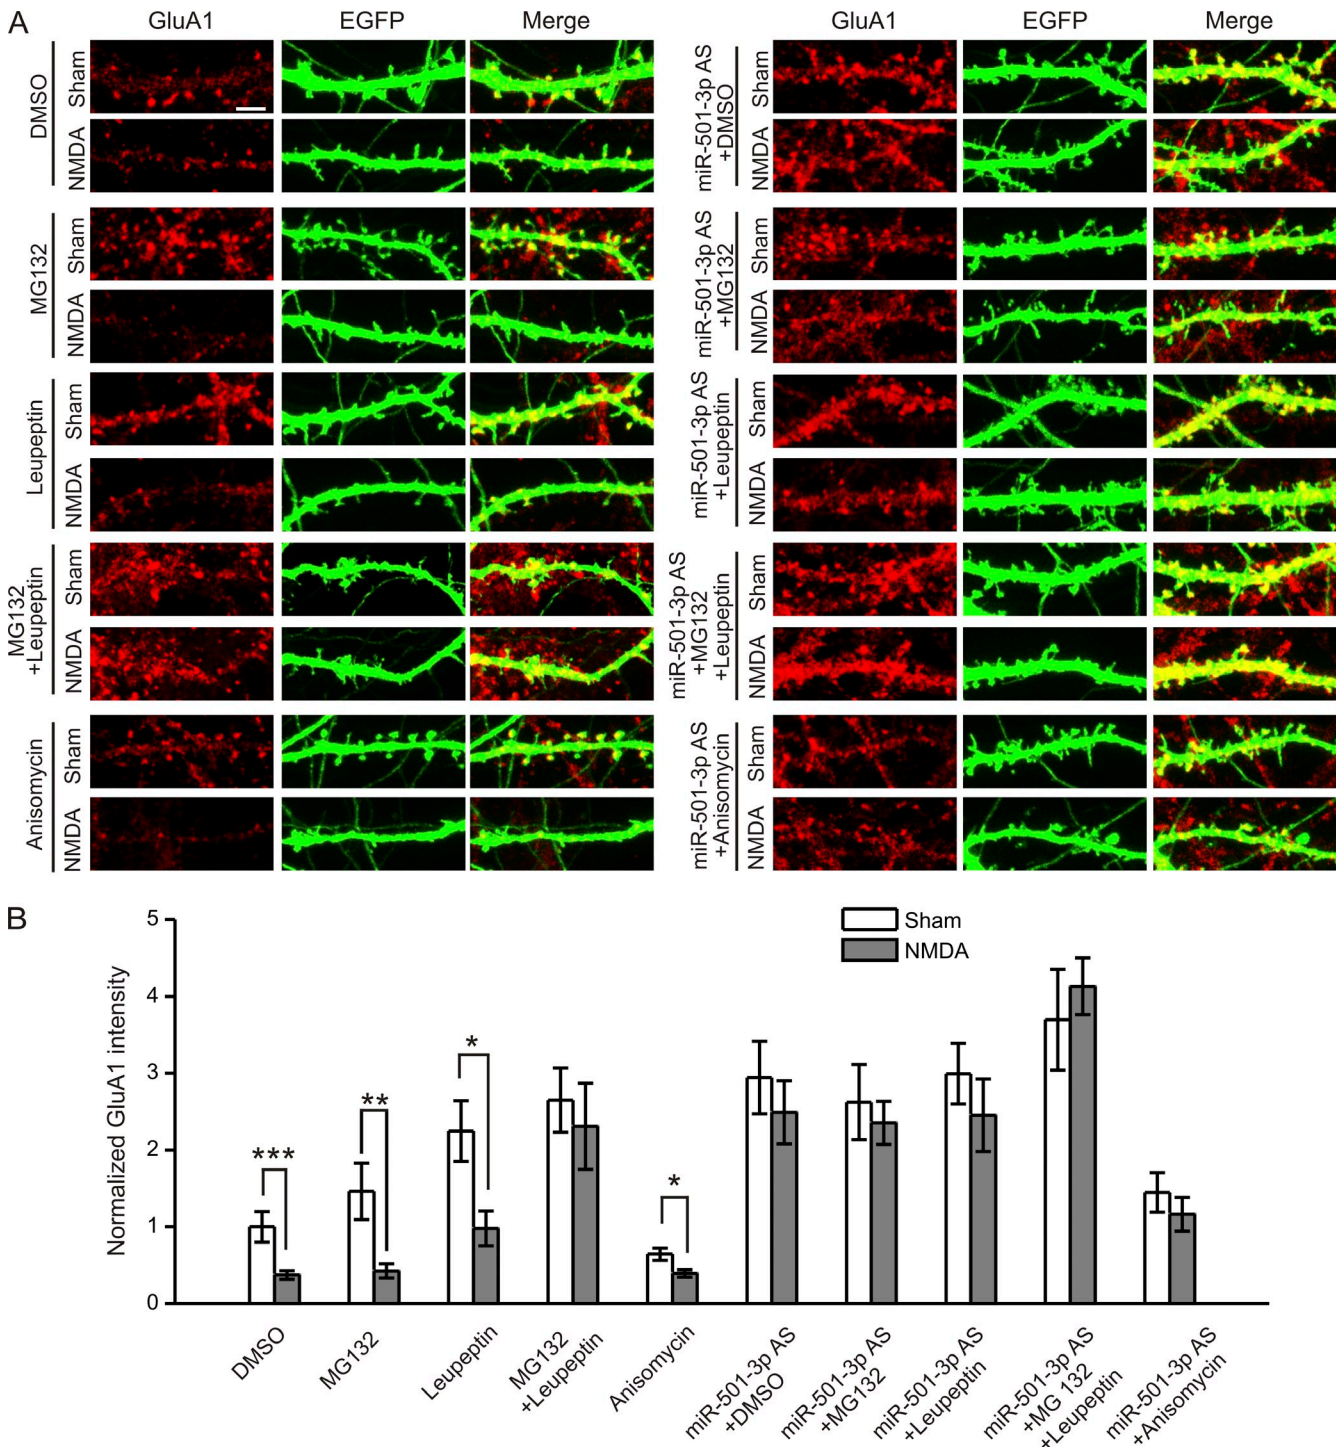 A
GluA1 EGFP Merge
GluA1 EGFP Merge
DMSO
Sham
NMDA
MG132
Sham
NMDA
Leupeptin
Sham
NMDA
MG132
+Leupeptin
Sham
NMDA
Anisomycin
Sham
NMDA
miR-501-3p AS
+DMSO
Sham
NMDA
miR-501-3p AS
+MG132
Sham
NMDA
miR-501-3p AS
+Leupeptin
Sham
NMDA
miR-501-3p AS
+MG132
+Leupeptin
Sham
NMDA
miR-501-3p AS
+Anisomycin
Sham
NMDA
B
Normalized GluA1 intensity
5
4
3
2
1
0
Sham
NMDA
***
**
*
*
DMSO
MG132
Leupeptin
MG132
+Leupeptin
Anisomycin
miR-501-3p AS
+DMSO
miR-501-3p AS
+MG132
miR-501-3p AS
+Leupeptin
miR-501-3p AS
+MG 132
+Leupeptin
miR-501-3p AS
+Anisomycin